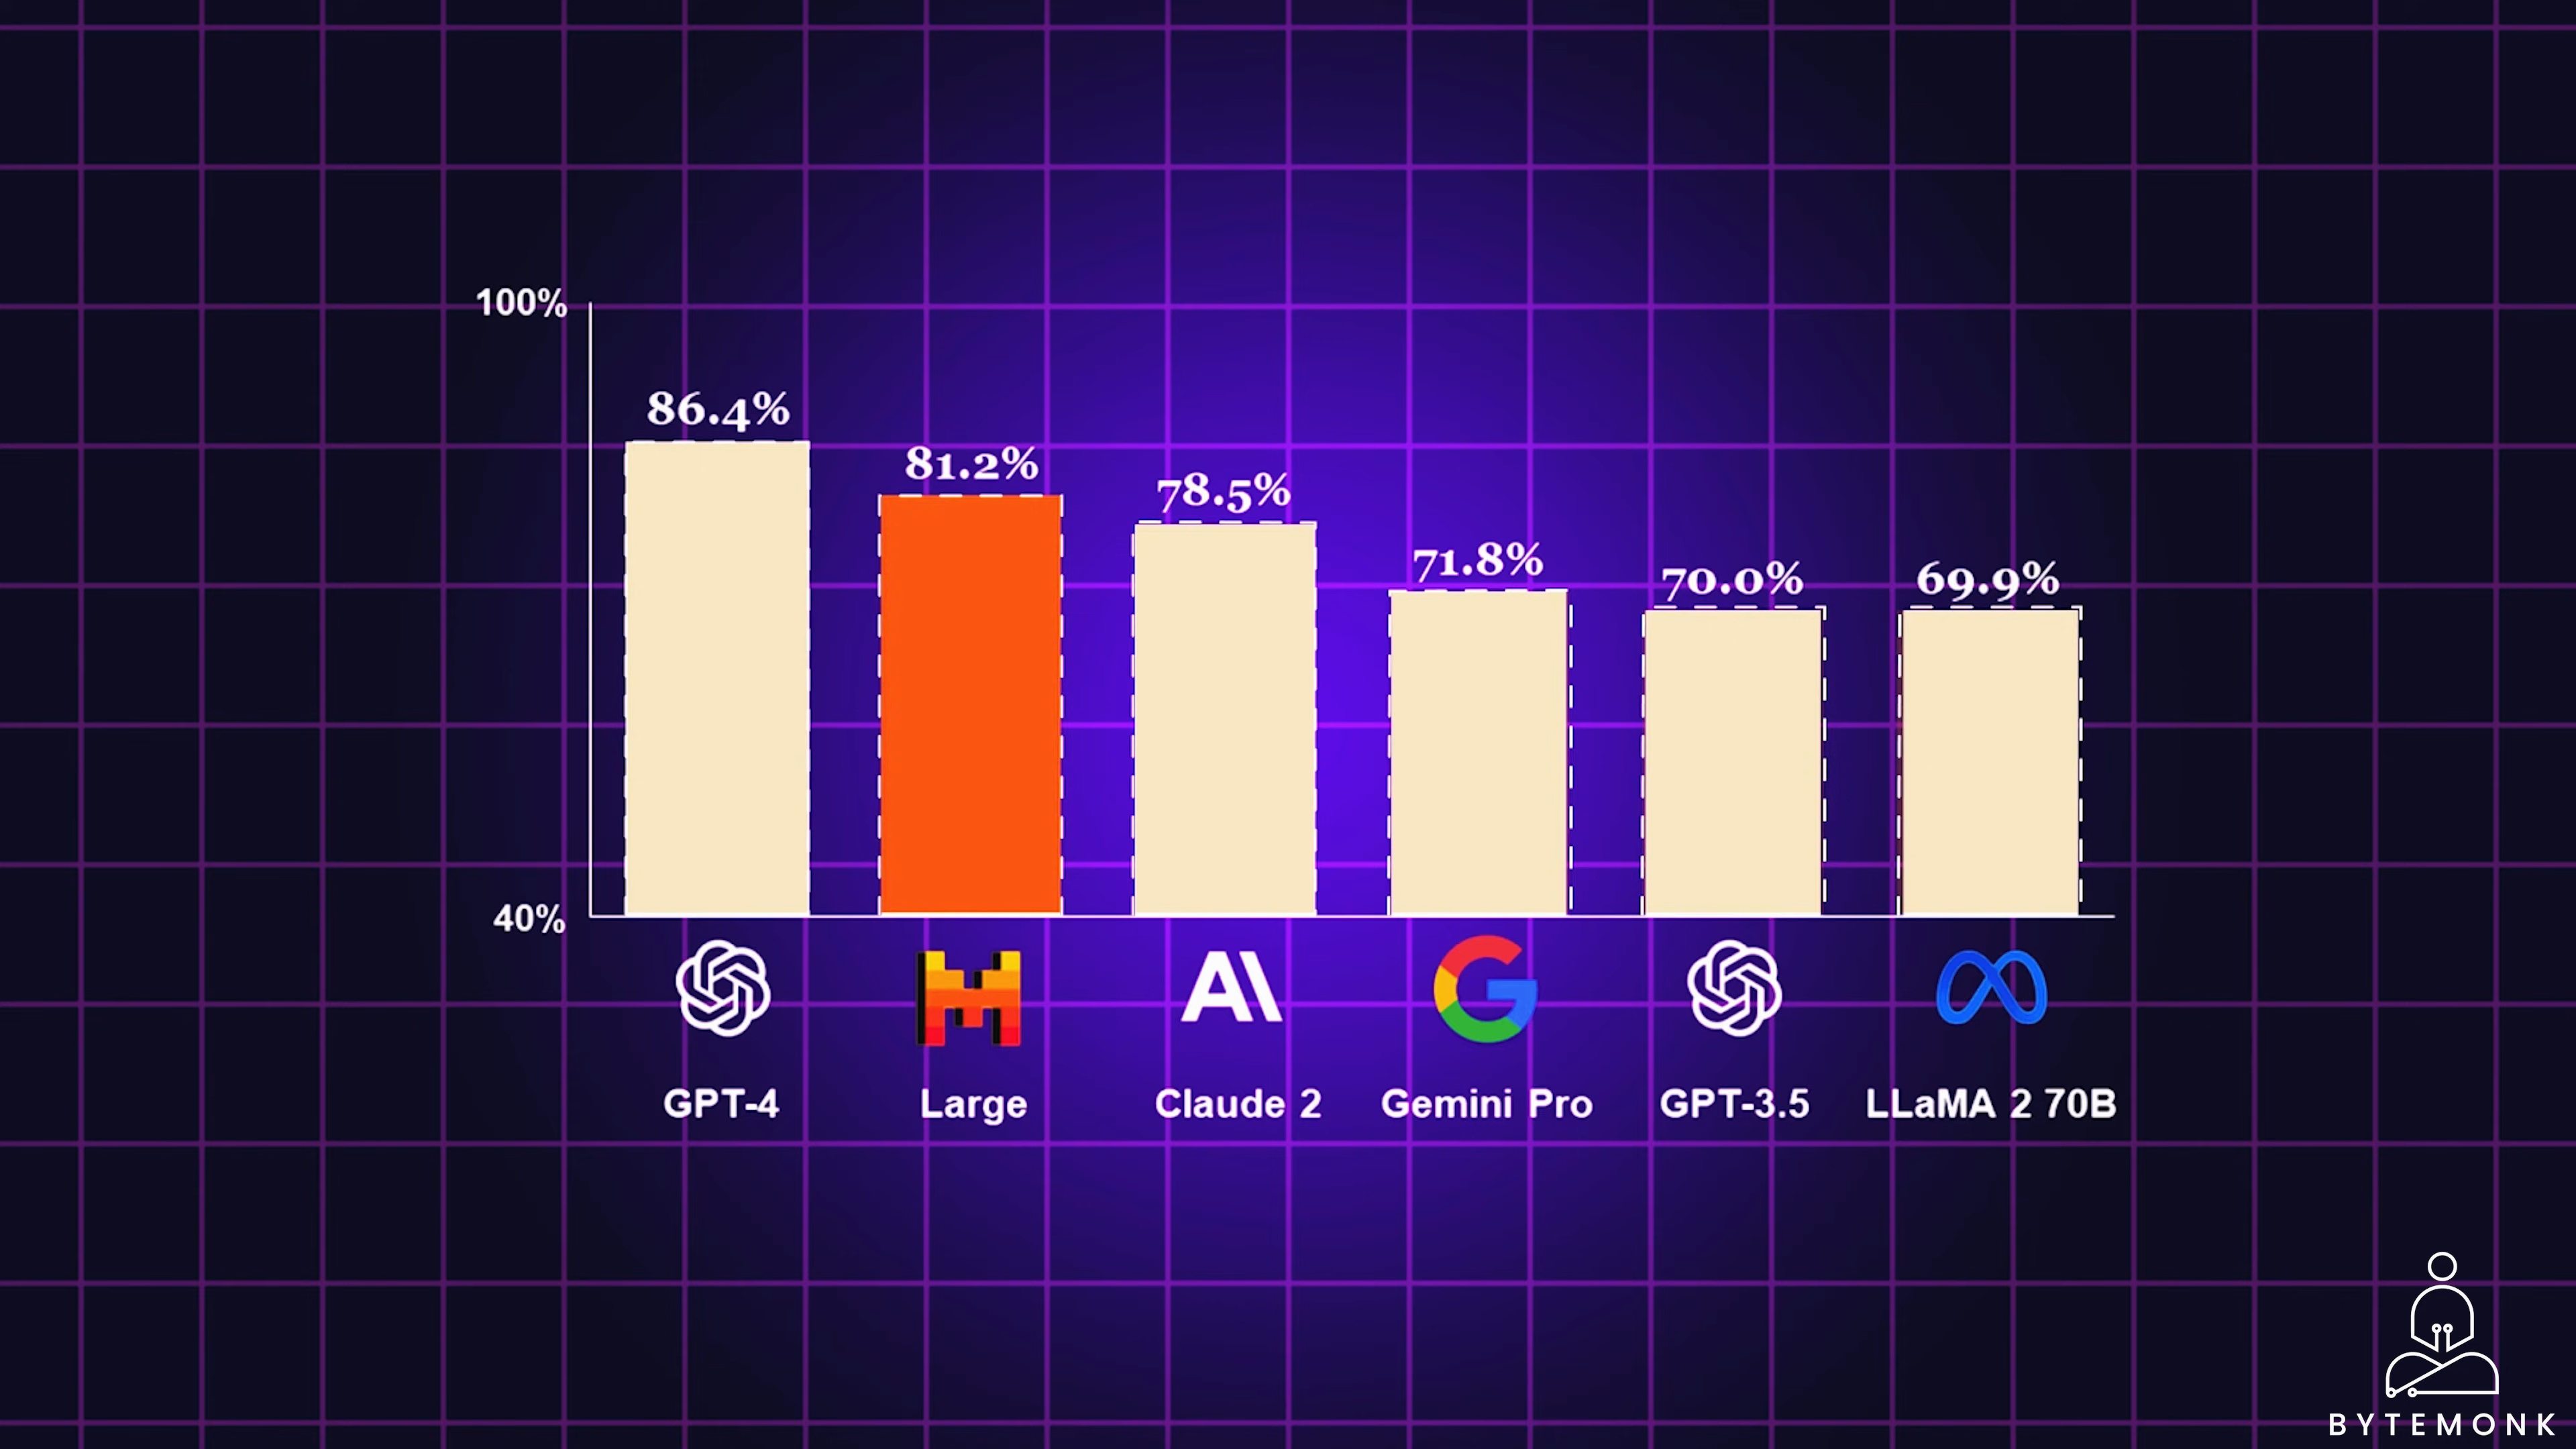 100%
86.4%
81.2%
78.5%
71.8%
70.0%
69.9%
40%
GPT-4
Large
Claude 2
Gemini Pro
GPT-3.5
LLaMA 2 70B
BYTEMONK